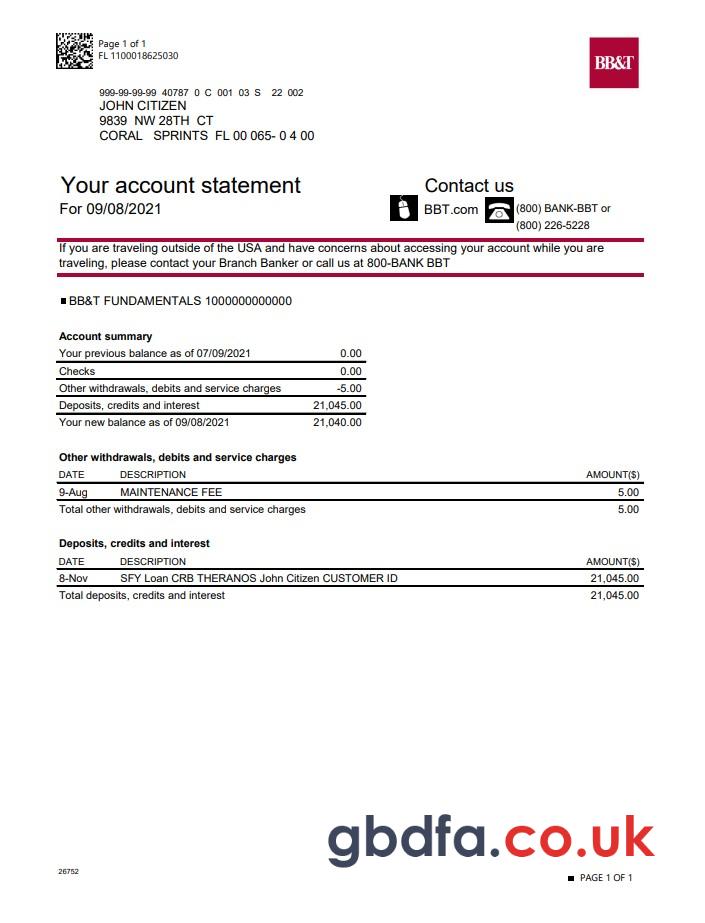 Page 1 of 1
FL 1100018625030
BB&T
999-99-99-99 40787 0 C 001 03 S 22 002
JOHN CITIZEN
9839 NW 28TH CT
CORAL SPRINTS FL 00 065- 0 4 00
Your account statement
For 09/08/2021
Contact us
BBT.com
(800) BANK-BBT or
(800) 226-5228
If you are traveling outside of the USA and have concerns about accessing your account while you are
traveling, please contact your Branch Banker or call us at 800-BANK BBT
BB&T FUNDAMENTALS 1000000000000
Account summary
Your previous balance as of 07/09/2021 0.00
Checks 0.00
Other withdrawals, debits and service charges -5.00
Deposits, credits and interest 21,045.00
Your new balance as of 09/08/2021 21,040.00
Other withdrawals, debits and service charges
DATE DESCRIPTION AMOUNT($)
9-Aug MAINTENANCE FEE 5.00
Total other withdrawals, debits and service charges 5.00
Deposits, credits and interest
DATE DESCRIPTION AMOUNT($)
8-Nov SFY Loan CRB THERANOS John Citizen CUSTOMER ID 21,045.00
Total deposits, credits and interest 21,045.00
gbdfa.co.uk
26752
PAGE 1 OF 1